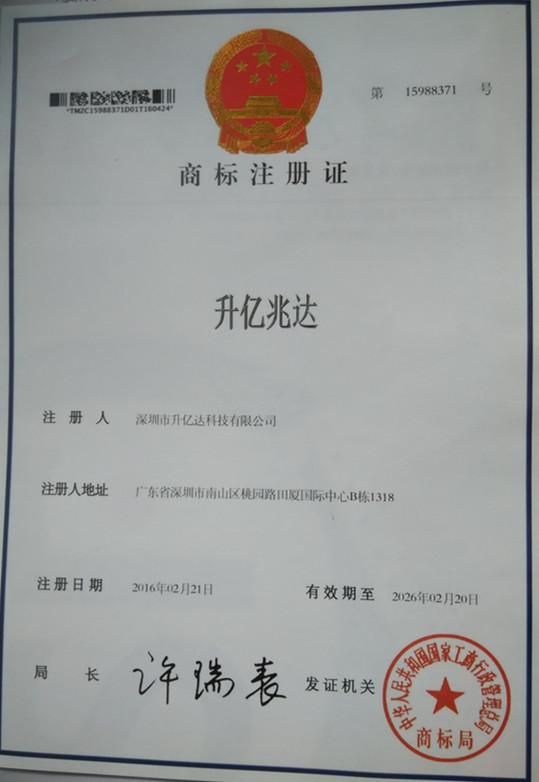 第 15988371 号
*TMZC15988371D01T160424*
商标注册证
升亿兆达
注册人 深圳市升亿达科技有限公司
注册人地址 广东省深圳市南山区桃园路田厦国际中心B栋1318
注册日期 2016年02月21日 有效期至 2026年02月20日
局长 许瑞表 发证机关
中华人民共和国国家工商行政管理总局
商标局